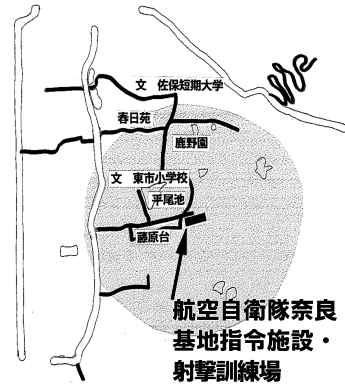 文 佐保短期大学
春日苑
鹿野園
文 東市小学校
平尾池
藤原台
航空自衛隊奈良
基地指令施設・
射撃訓練場